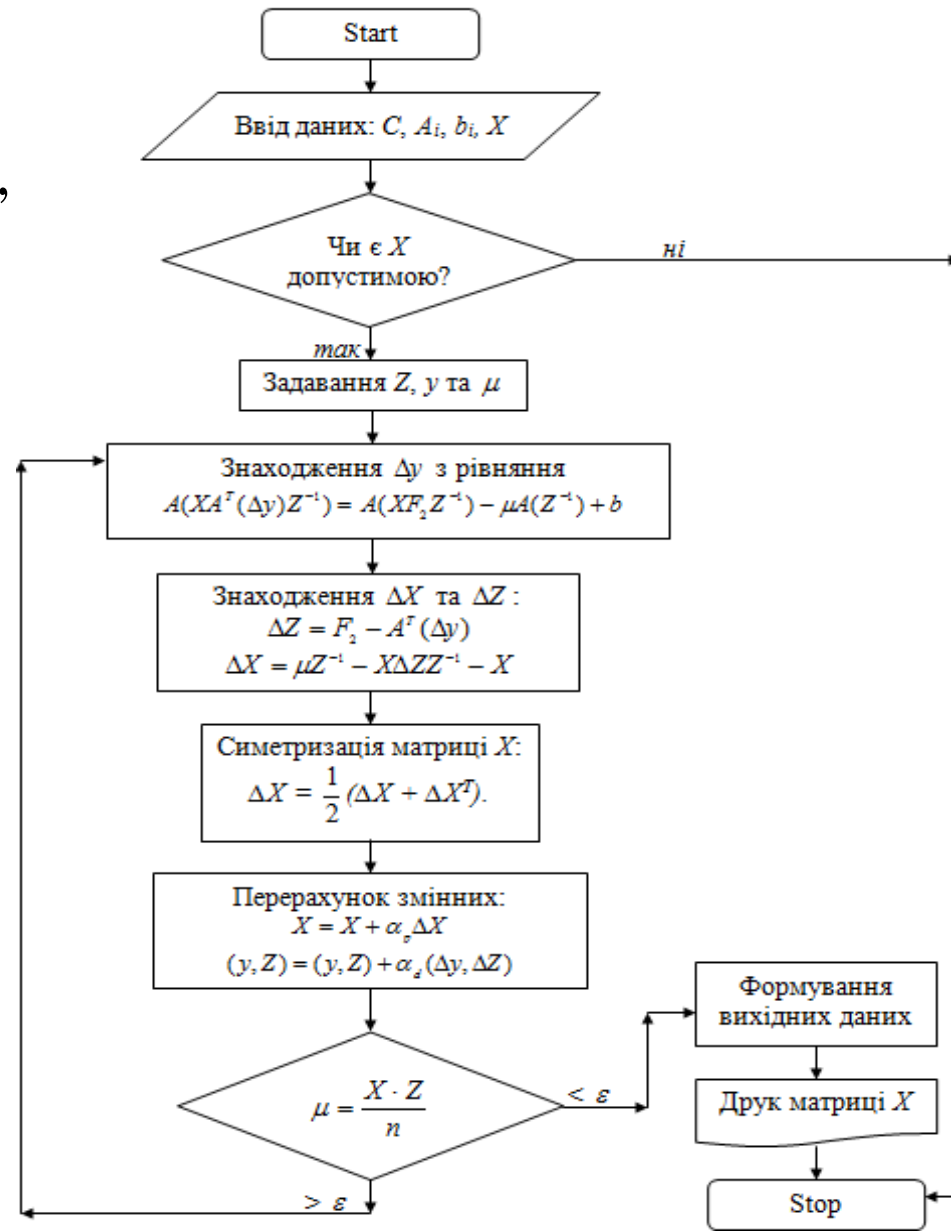 Start
Ввід даних: C, Aᵢ, bᵢ, X
,
Чи є X
допустимою?
ні
так
Задавання Z, y та μ
Знаходження Δy з рівняння
A(XAᵀ(Δy)Z⁻¹) = A(XF₂Z⁻¹) − μA(Z⁻¹) + b
Знаходження ΔX та ΔZ :
ΔZ = F₂ − Aᵀ(Δy)
ΔX = μZ⁻¹ − XΔZZ⁻¹ − X
Симетризація матриці X:
ΔX = 1/2 (ΔX + ΔXᵀ).
Перерахунок змінних:
X = X + α ΔX
(y, Z) = (y, Z) + α_d(Δy, ΔZ)
μ = X · Z / n
< ε
> ε
Формування
вихідних даних
Друк матриці X
Stop